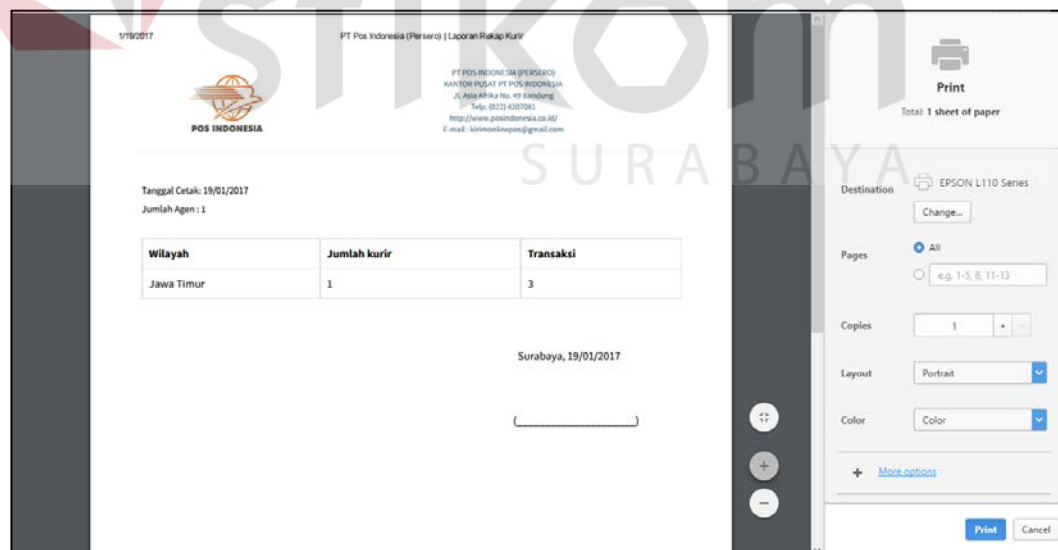 stikom
SURABAYA
1/19/2017
PT Pos Indonesia (Persero) | Laporan Rekap Kurir
POS INDONESIA
PT POS INDONESIA (PERSERO)
KANTOR PUSAT PT POS INDONESIA
JL Asia Afrika No. 49 Bandung
Telp: (022) 4207081
http://www.posindonesia.co.id/
E-mail : kirimonlinepos@gmail.com
Tanggal Cetak: 19/01/2017
Jumlah Agen : 1
Wilayah Jumlah kurir Transaksi
Jawa Timur 1 3
Surabaya, 19/01/2017
(____________________)
Print
Total: 1 sheet of paper
Destination EPSON L110 Series
Change...
Pages All
e.g. 1-5, 8, 11-13
Copies 1
Layout Portrait
Color Color
+ More options
Print Cancel